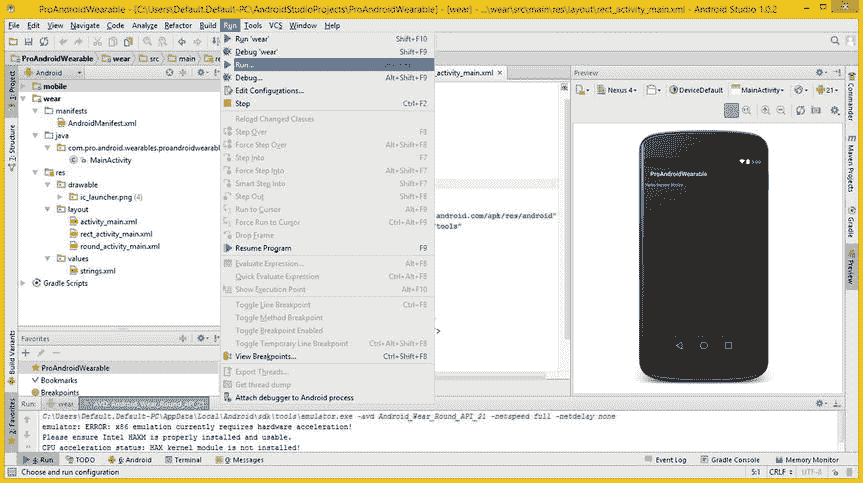 ProAndroidWearable - [C:\Users\Default.Default-PC\AndroidStudioProjects\ProAndroidWearable] - [wear] - ...\wear\src\main\res\layout\rect_activity_main.xml - Android Studio 1.0.2
File Edit View Navigate Code Analyze Refactor Build Run Tools VCS Window Help
ProAndroidWearable wear src main res
Android
mobile
wear
manifests
AndroidManifest.xml
java
com.pro.android.wearables.proandroidwearabl
MainActivity
res
drawable
ic_launcher.png (4)
layout
activity_main.xml
rect_activity_main.xml
round_activity_main.xml
values
strings.xml
Gradle Scripts
1: Project
7: Structure
Build Variants
2: Favorites
Favorites
ProAndroidWearable
Bookmarks
Breakpoints
Run 'wear' Shift+F10
Debug 'wear' Shift+F9
Run...
Debug... Alt+Shift+F9
Edit Configurations...
Stop Ctrl+F2
Reload Changed Classes
Step Over F8
Force Step Over Alt+Shift+F8
Step Into F7
Force Step Into Alt+Shift+F7
Smart Step Into Shift+F7
Step Out Shift+F8
Run to Cursor Alt+F9
Force Run to Cursor Ctrl+Alt+F9
Drop Frame
Resume Program F9
Evaluate Expression... Alt+F8
Quick Evaluate Expression Ctrl+Alt+F8
Show Execution Point Alt+F10
Toggle Line Breakpoint Ctrl+F8
Toggle Method Breakpoint
Toggle Breakpoint Enabled
Toggle Temporary Line Breakpoint Ctrl+Alt+Shift+F8
View Breakpoints... Ctrl+Shift+F8
Export Threads...
Get thread dump
Attach debugger to Android process
_activity_main.xml
android.com/apk/res/android"
tools"
>
Preview
Nexus 4 DeviceDefault MainActivity 21
5:00
ProAndroidWearable
Commander
Maven Projects
Gradle
Preview
Run: wear Android_Wear_Round_API_21
C:\Users\Default.Default-PC\AppData\Local\Android\sdk\tools\emulator.exe -avd Android_Wear_Round_API_21 -netspeed full -netdelay none
emulator: ERROR: x86 emulation currently requires hardware acceleration!
Please ensure Intel HAXM is properly installed and usable.
CPU acceleration status: HAX kernel module is not installed!
4: Run TODO 6: Android Terminal 0: Messages Event Log Gradle Console Memory Monitor
Choose and run configuration 5:1 CRLF UTF-8